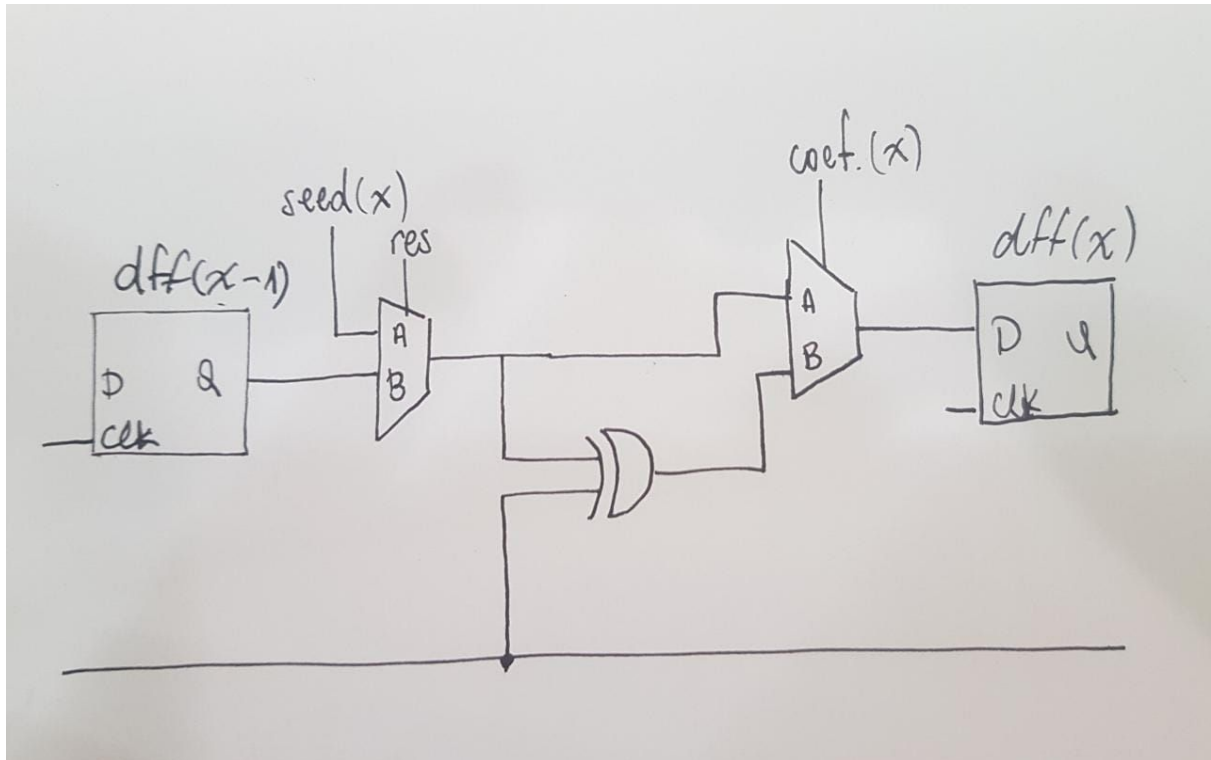 coef.(x)
seed(x)
res
dff(x-1)
dff(x)
A
B
D Q
clk
A
B
D Q
clk